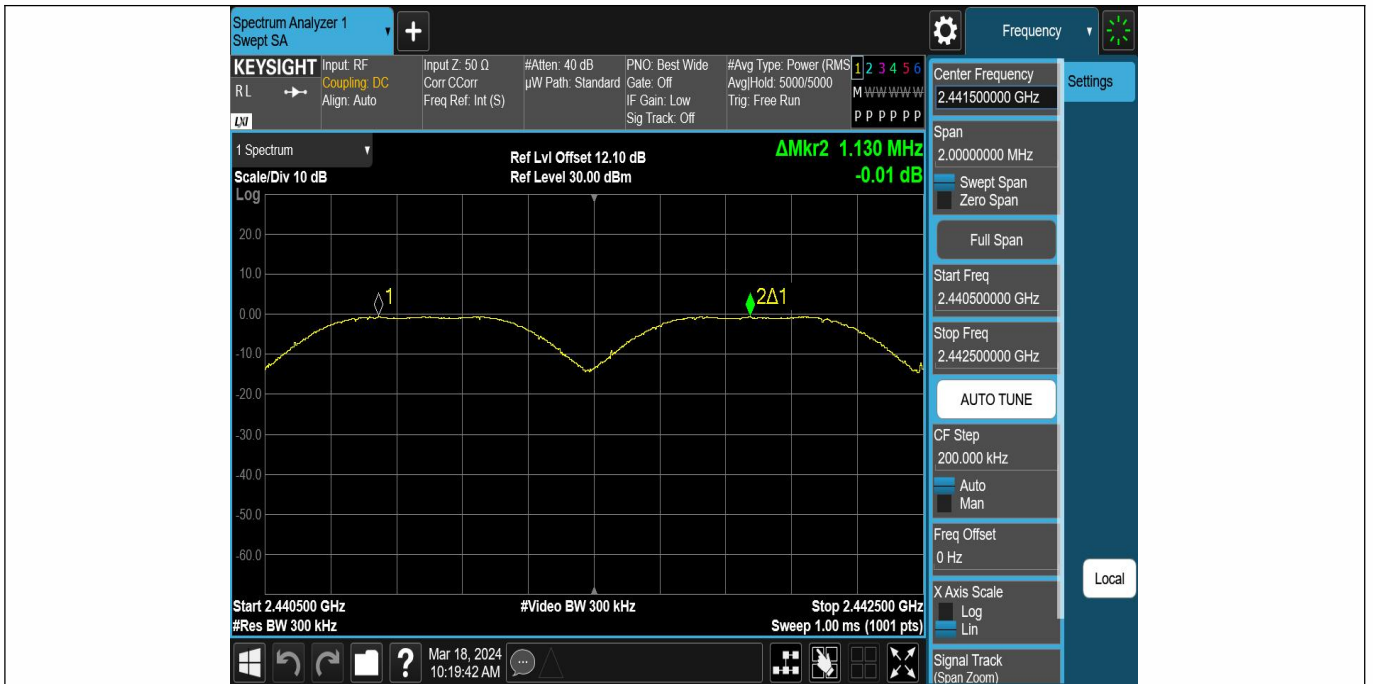 Spectrum Analyzer 1
Swept SA
Frequency
KEYSIGHT
RL
LXI
Input: RF
Coupling: DC
Align: Auto
Input Z: 50 Ω
Corr CCorr
Freq Ref: Int (S)
#Atten: 40 dB
µW Path: Standard
PNO: Best Wide
Gate: Off
IF Gain: Low
Sig Track: Off
#Avg Type: Power (RMS
Avg|Hold: 5000/5000
Trig: Free Run
1 2 3 4 5 6
M W W W W W
P P P P P P
1 Spectrum
Scale/Div 10 dB
Log
Ref Lvl Offset 12.10 dB
Ref Level 30.00 dBm
ΔMkr2 1.130 MHz
-0.01 dB
20.0
10.0
0.00
-10.0
-20.0
-30.0
-40.0
-50.0
-60.0
1
2Δ1
Start 2.440500 GHz
#Res BW 300 kHz
#Video BW 300 kHz
Stop 2.442500 GHz
Sweep 1.00 ms (1001 pts)
Mar 18, 2024
10:19:42 AM
Center Frequency
2.441500000 GHz
Settings
Span
2.00000000 MHz
Swept Span
Zero Span
Full Span
Start Freq
2.440500000 GHz
Stop Freq
2.442500000 GHz
AUTO TUNE
CF Step
200.000 kHz
Auto
Man
Freq Offset
0 Hz
Local
X Axis Scale
Log
Lin
Signal Track
(Span Zoom)